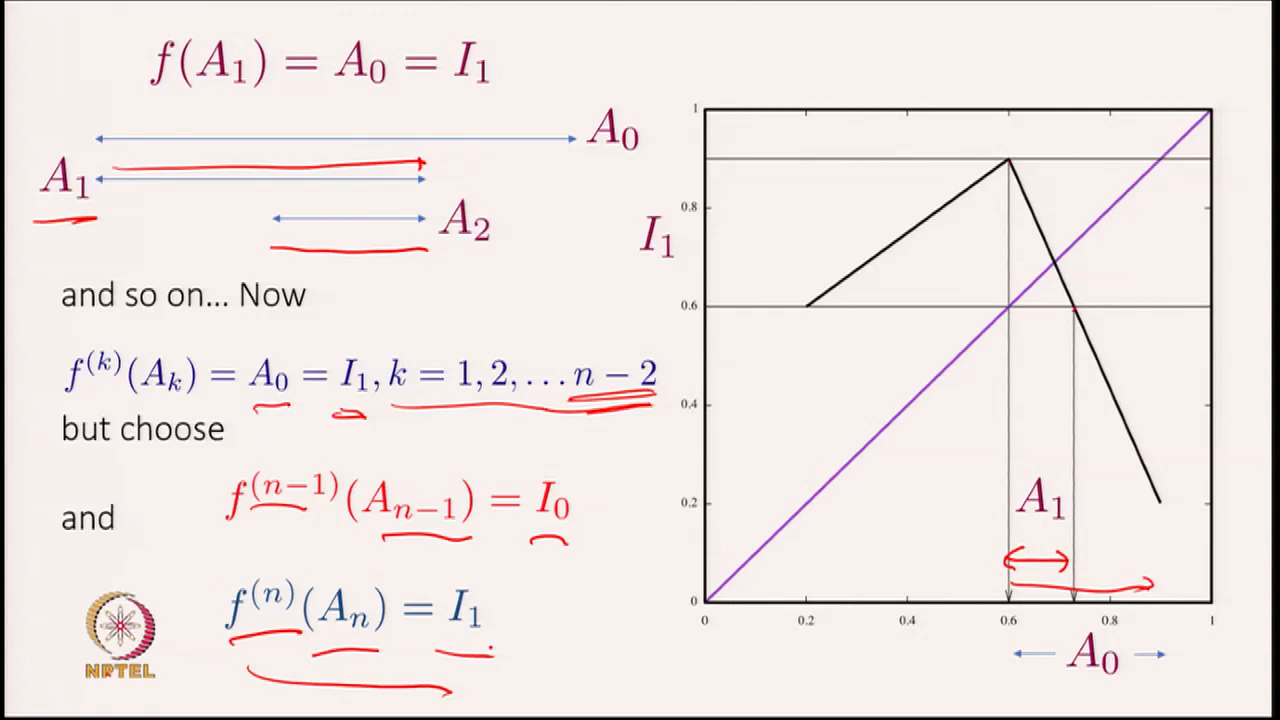 f(A₁) = A₀ = I₁
A₀
A₁
A₂
and so on... Now
f⁽ᵏ⁾(Aₖ) = A₀ = I₁, k = 1, 2, ... n − 2
but choose
f⁽ⁿ⁻¹⁾(Aₙ₋₁) = I₀
and
f⁽ⁿ⁾(Aₙ) = I₁
NPTEL
I₁
1
0.8
0.6
0.4
0.2
0
A₁
0 0.2 0.4 0.6 0.8 1
A₀